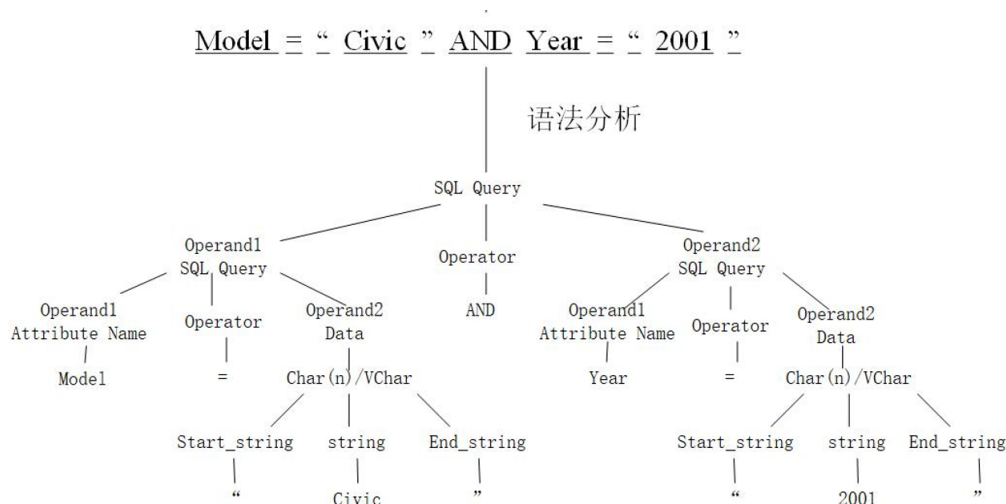 Model = “ Civic ” AND Year = “ 2001 ”
语法分析
SQL Query
Operand1
SQL Query
Operator
Operand2
SQL Query
Operand1
Attribute Name
Operator
Operand2
Data
AND
Operand1
Attribute Name
Operator
Operand2
Data
Model
=
Char(n)/VChar
Year
=
Char(n)/VChar
Start_string
string
End_string
Start_string
string
End_string
“
Civic
”
“
2001
”